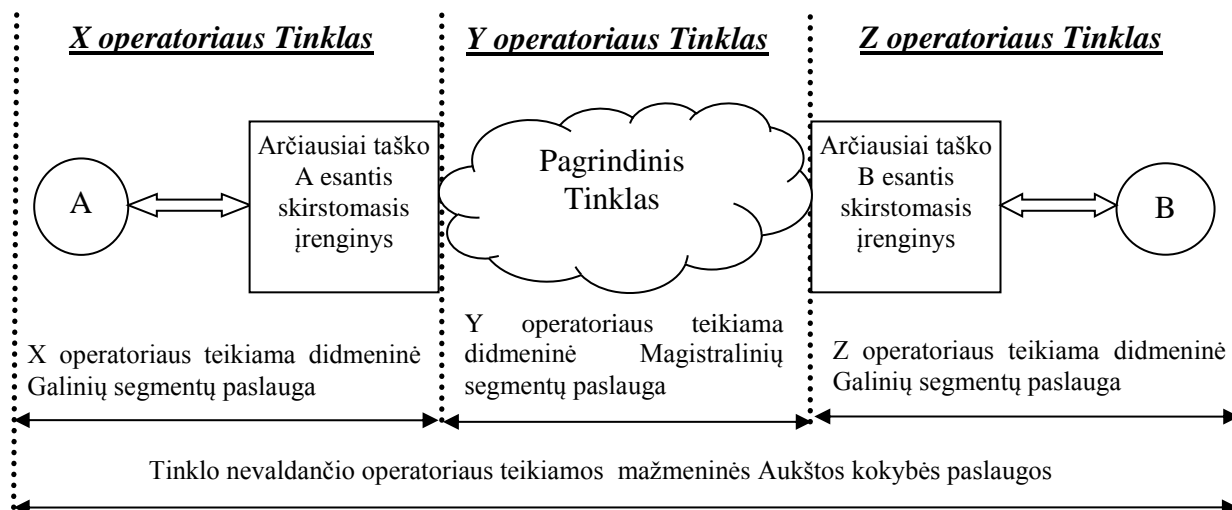 X operatoriaus Tinklas
Y operatoriaus Tinklas
Z operatoriaus Tinklas
A
Arčiausiai taško
A esantis
skirstomasis
įrenginys
Pagrindinis
Tinklas
Arčiausiai taško
B esantis
skirstomasis
įrenginys
B
X operatoriaus teikiama didmeninė
Galinių segmentų paslauga
Y operatoriaus teikiama
didmeninė Magistralinių
segmentų paslauga
Z operatoriaus teikiama didmeninė
Galinių segmentų paslauga
Tinklo nevaldančio operatoriaus teikiamos mažmeninės Aukštos kokybės paslaugos